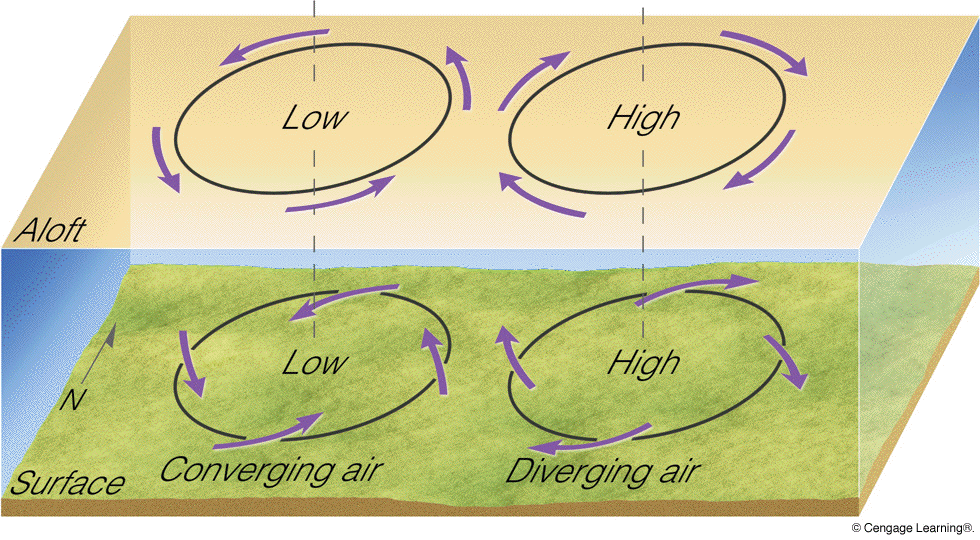 Low
High
Aloft
Low
High
N
Converging air
Diverging air
Surface
© Cengage Learning®.